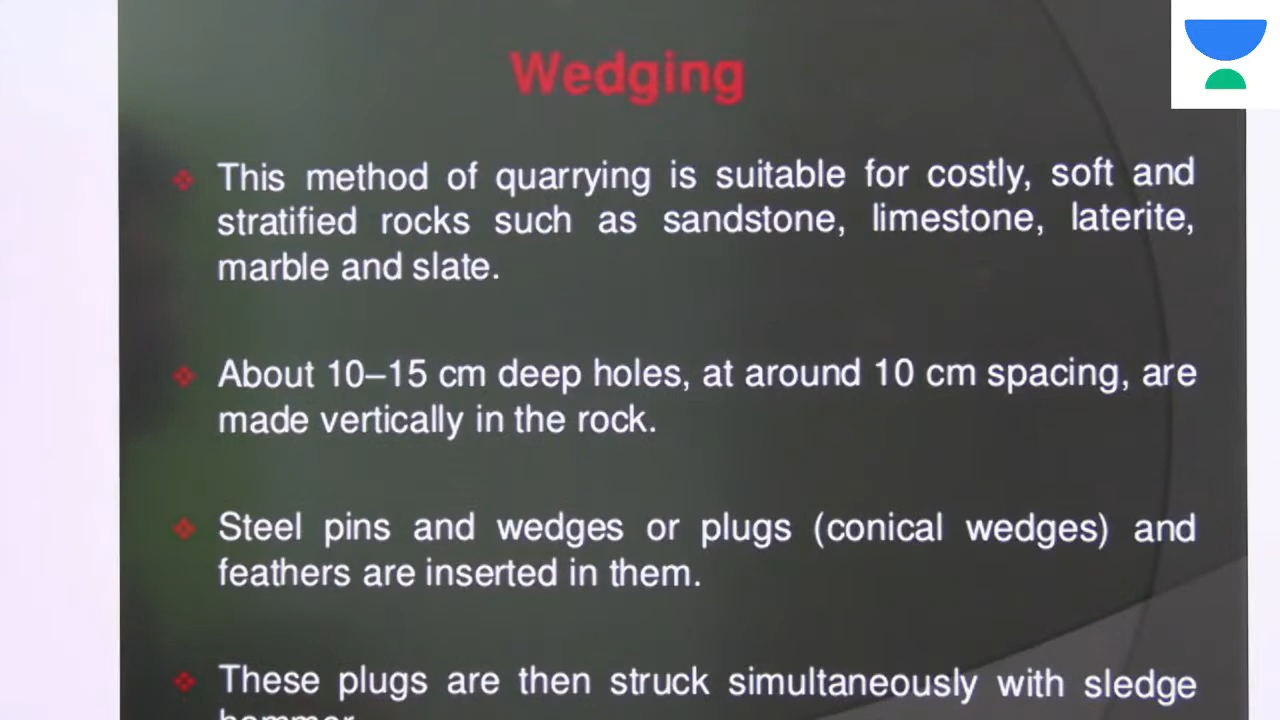 Wedging
This method of quarrying is suitable for costly, soft and
stratified rocks such as sandstone, limestone, laterite,
marble and slate.
About 10–15 cm deep holes, at around 10 cm spacing, are
made vertically in the rock.
Steel pins and wedges or plugs (conical wedges) and
feathers are inserted in them.
These plugs are then struck simultaneously with sledge